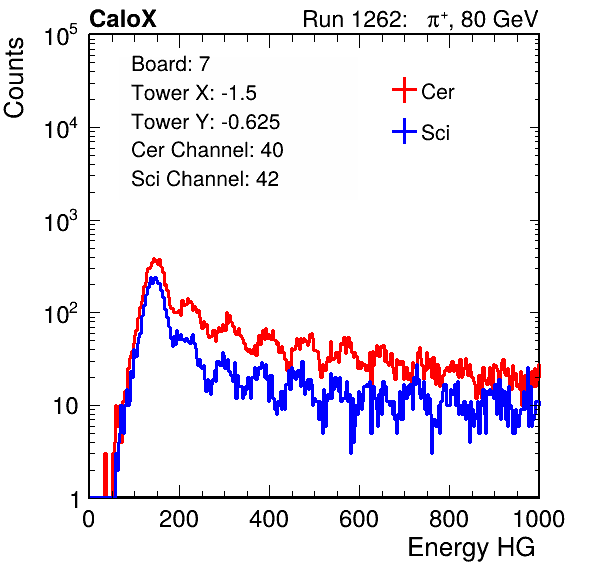 CaloX Run 1262: π⁺, 80 GeV
Counts
Board: 7
Tower X: -1.5
Tower Y: -0.625
Cer Channel: 40
Sci Channel: 42
Cer
Sci
10⁵
10⁴
10³
10²
10
1
0 200 400 600 800 1000
Energy HG